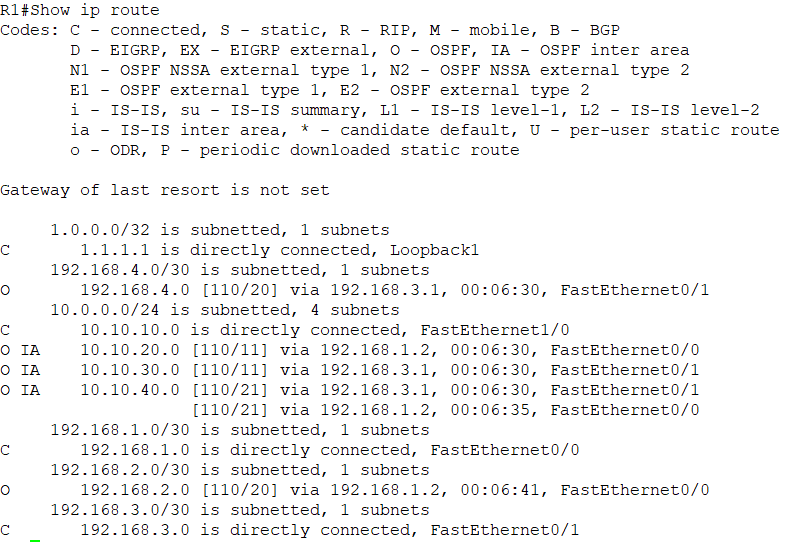 R1#Show ip route
Codes: C - connected, S - static, R - RIP, M - mobile, B - BGP
       D - EIGRP, EX - EIGRP external, O - OSPF, IA - OSPF inter area
       N1 - OSPF NSSA external type 1, N2 - OSPF NSSA external type 2
       E1 - OSPF external type 1, E2 - OSPF external type 2
       i - IS-IS, su - IS-IS summary, L1 - IS-IS level-1, L2 - IS-IS level-2
       ia - IS-IS inter area, * - candidate default, U - per-user static route
       o - ODR, P - periodic downloaded static route
Gateway of last resort is not set
     1.0.0.0/32 is subnetted, 1 subnets
C       1.1.1.1 is directly connected, Loopback1
     192.168.4.0/30 is subnetted, 1 subnets
O       192.168.4.0 [110/20] via 192.168.3.1, 00:06:30, FastEthernet0/1
     10.0.0.0/24 is subnetted, 4 subnets
C       10.10.10.0 is directly connected, FastEthernet1/0
O IA    10.10.20.0 [110/11] via 192.168.1.2, 00:06:30, FastEthernet0/0
O IA    10.10.30.0 [110/11] via 192.168.3.1, 00:06:30, FastEthernet0/1
O IA    10.10.40.0 [110/21] via 192.168.3.1, 00:06:30, FastEthernet0/1
                   [110/21] via 192.168.1.2, 00:06:35, FastEthernet0/0
     192.168.1.0/30 is subnetted, 1 subnets
C       192.168.1.0 is directly connected, FastEthernet0/0
     192.168.2.0/30 is subnetted, 1 subnets
O       192.168.2.0 [110/20] via 192.168.1.2, 00:06:41, FastEthernet0/0
     192.168.3.0/30 is subnetted, 1 subnets
C       192.168.3.0 is directly connected, FastEthernet0/1